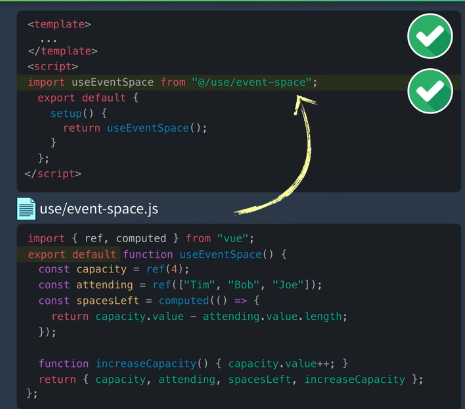 <template>
...
</template>
<script>
import useEventSpace from "@/use/event-space";
export default {
setup() {
return useEventSpace();
}
};
</script>
use/event-space.js
import { ref, computed } from "vue";
export default function useEventSpace() {
const capacity = ref(4);
const attending = ref(["Tim", "Bob", "Joe"]);
const spacesLeft = computed(() => {
return capacity.value - attending.value.length;
});
function increaseCapacity() { capacity.value++; }
return { capacity, attending, spacesLeft, increaseCapacity };
};